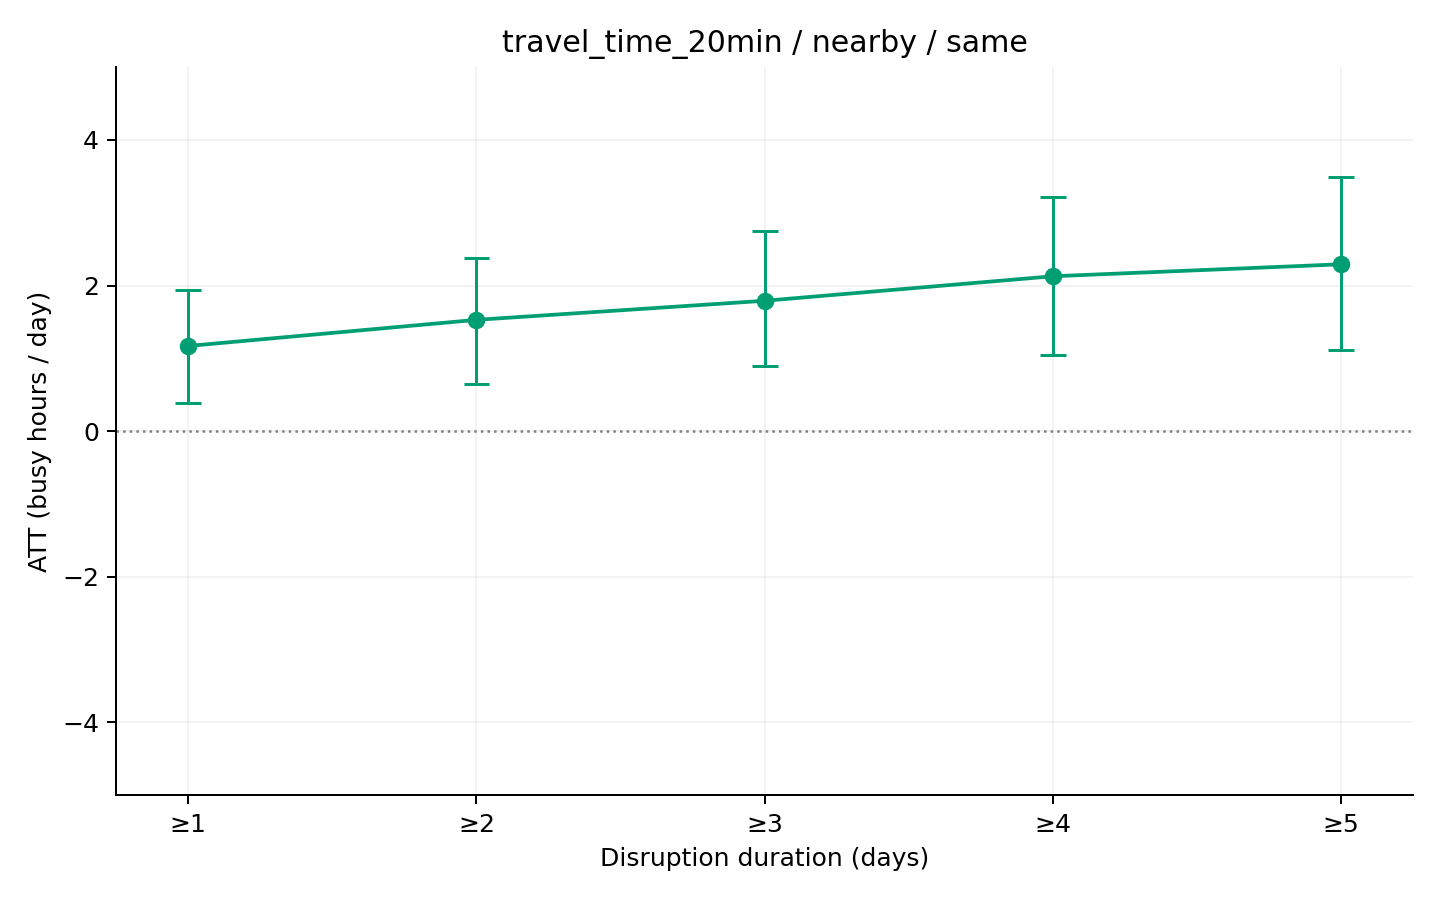 travel_time_20min / nearby / same
ATT (busy hours / day)
4
2
0
−2
−4
≥1 ≥2 ≥3 ≥4 ≥5
Disruption duration (days)